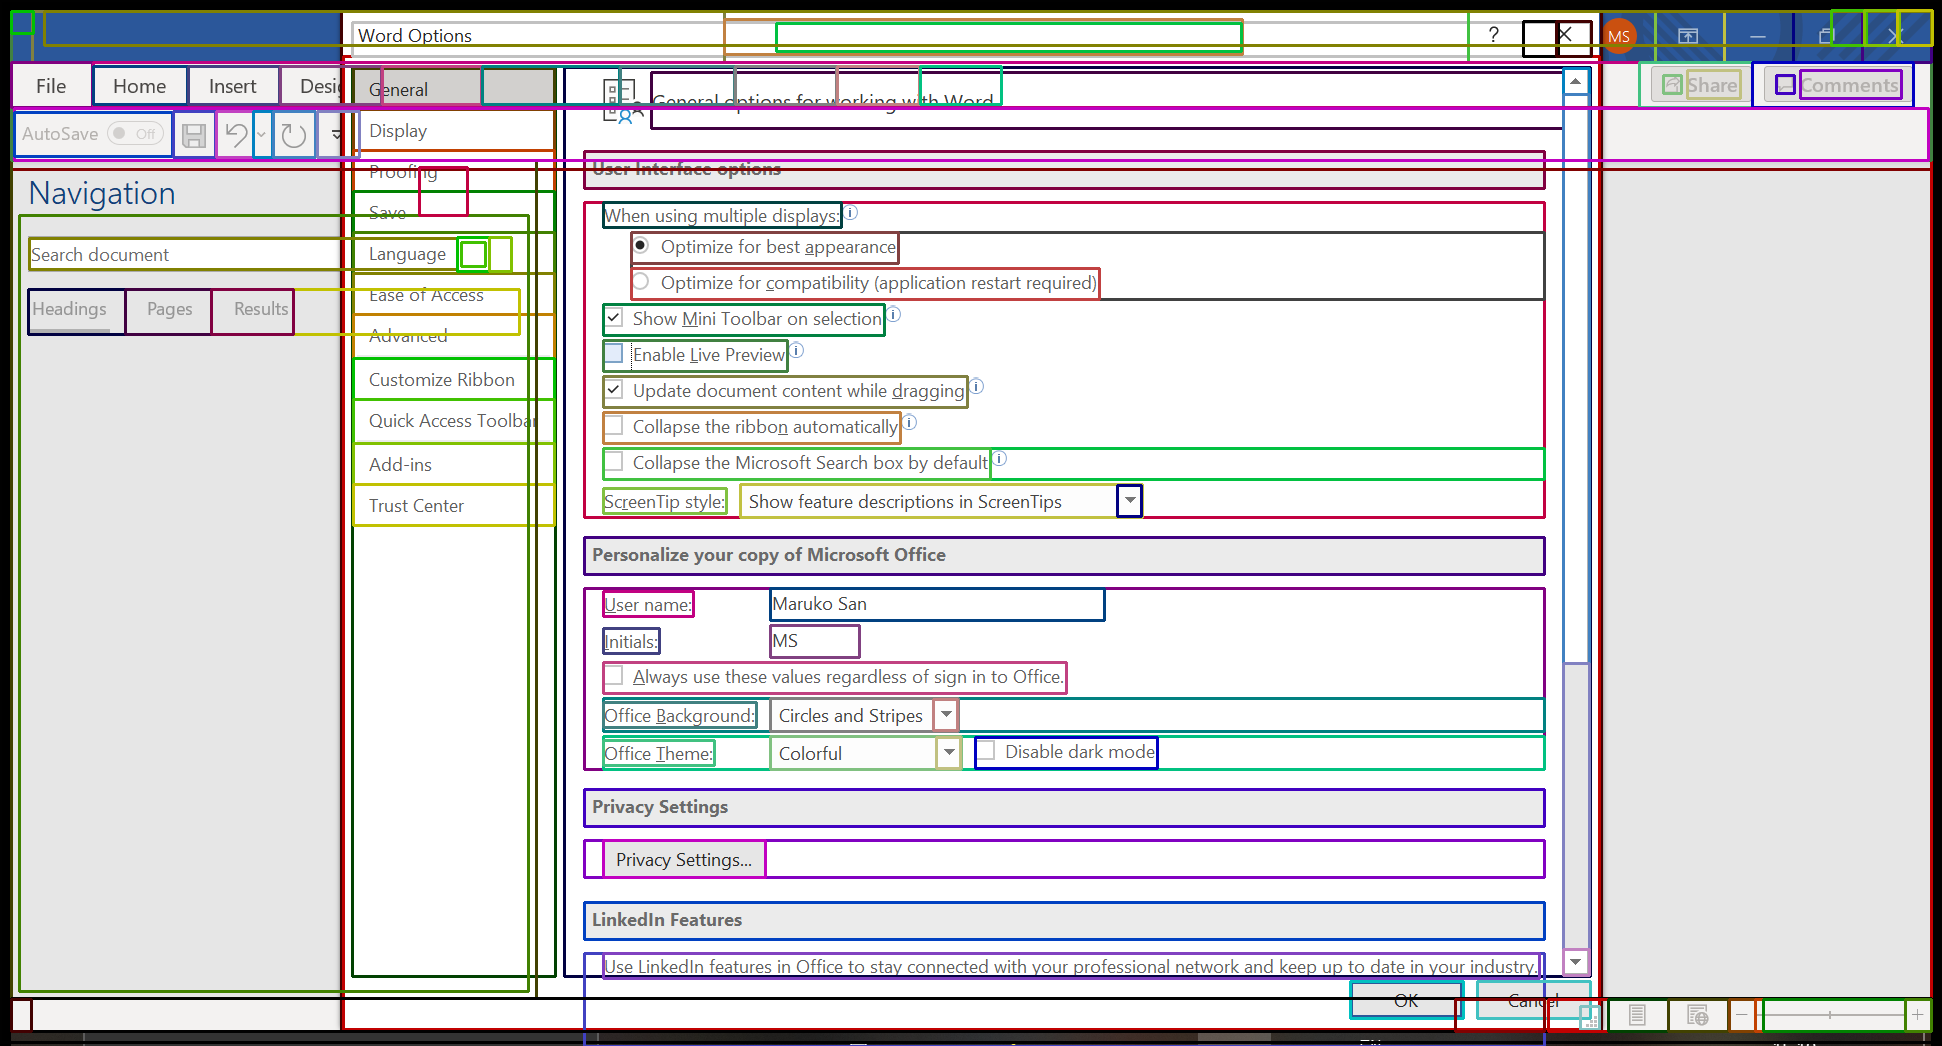 Word Options
?
MS
File
Home
Insert
Desig
General
General options for working with Word
Share
Comments
AutoSave
Off
Display
Proofing
User Interface options
Navigation
Save
When using multiple displays:
Search document
Language
Optimize for best appearance
Headings
Pages
Results
Ease of Access
Optimize for compatibility (application restart required)
Advanced
Show Mini Toolbar on selection
Enable Live Preview
Customize Ribbon
Update document content while dragging
Quick Access Toolbar
Collapse the ribbon automatically
Add-ins
Collapse the Microsoft Search box by default
Trust Center
ScreenTip style:
Show feature descriptions in ScreenTips
Personalize your copy of Microsoft Office
User name:
Maruko San
Initials:
MS
Always use these values regardless of sign in to Office.
Office Background:
Circles and Stripes
Office Theme:
Colorful
Disable dark mode
Privacy Settings
Privacy Settings...
LinkedIn Features
Use LinkedIn features in Office to stay connected with your professional network and keep up to date in your industry.
OK
Cancel